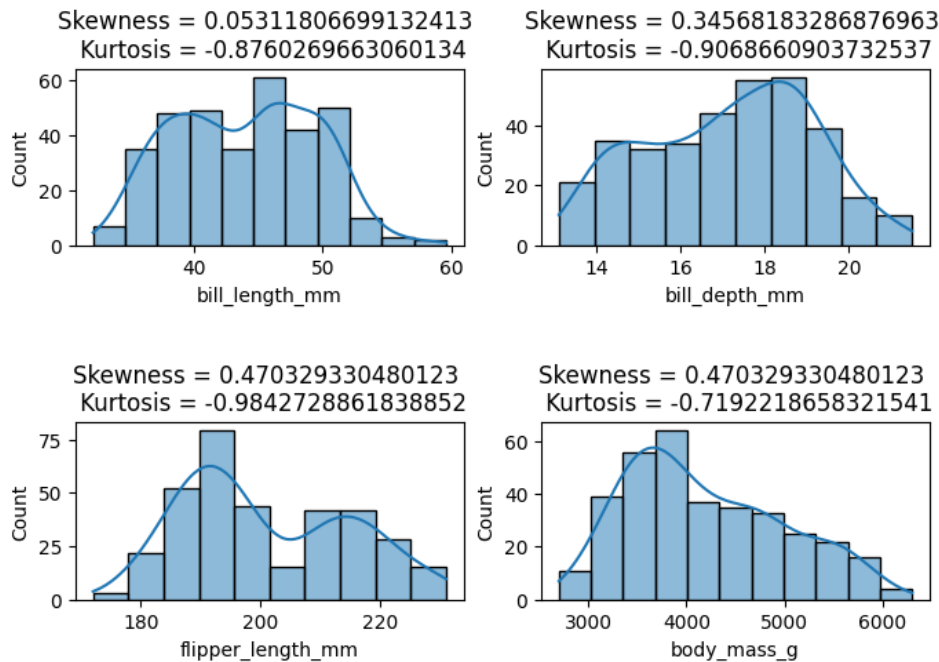 Skewness = 0.05311806699132413
Kurtosis = -0.8760269663060134
60
40
20
0
Count
40
50
60
bill_length_mm
Skewness = 0.34568183286876963
Kurtosis = -0.9068660903732537
40
20
0
Count
14
16
18
20
bill_depth_mm
Skewness = 0.470329330480123
Kurtosis = -0.9842728861838852
75
50
25
0
Count
180
200
220
flipper_length_mm
Skewness = 0.470329330480123
Kurtosis = -0.7192218658321541
60
40
20
0
Count
3000
4000
5000
6000
body_mass_g